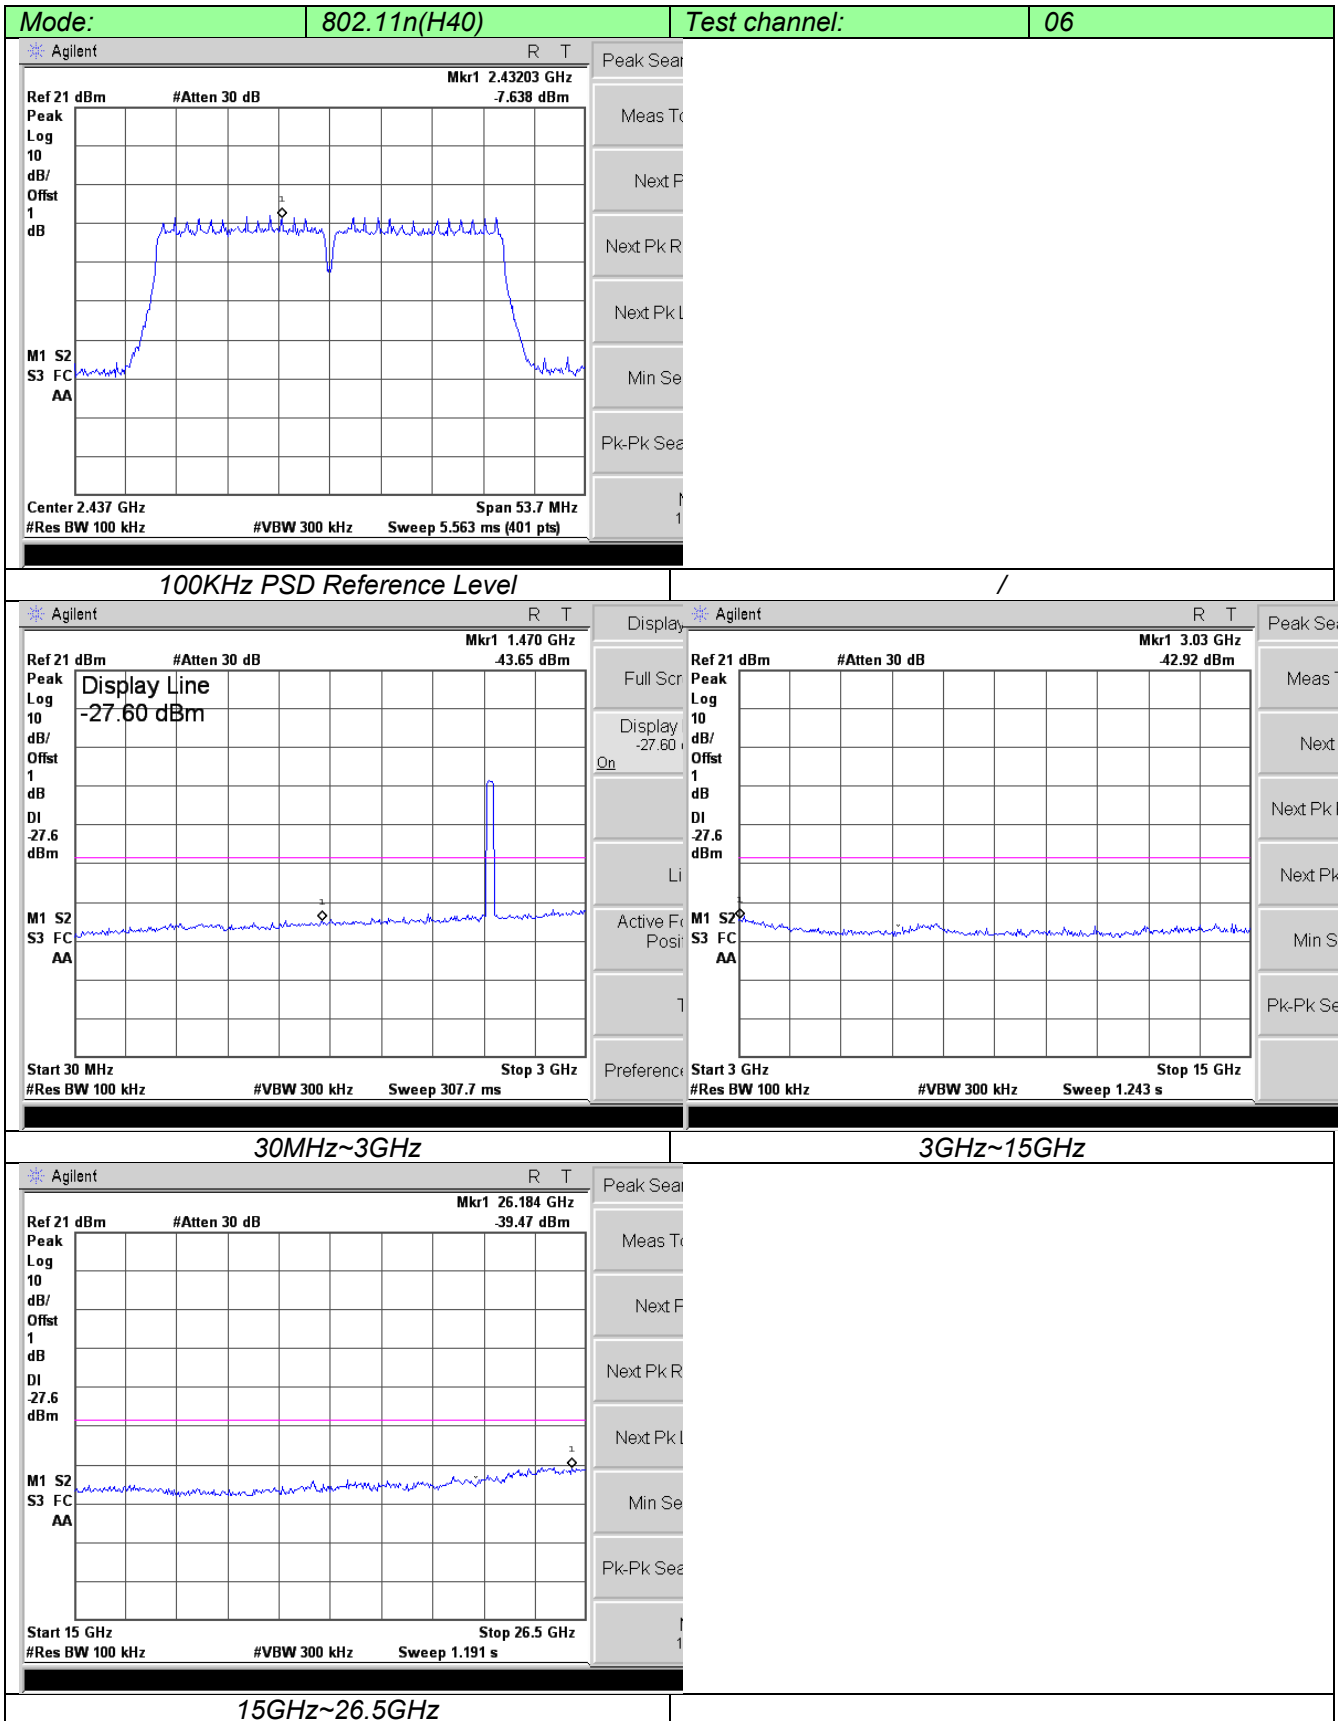 Mode: 802.11n(H40) Test channel: 06
Agilent R T
Peak Sear
Mkr1 2.43203 GHz
Ref 21 dBm #Atten 30 dB -7.638 dBm
Peak
Log
10
dB/
Offst
1
dB
Meas To
Next P
1
Next Pk R
Next Pk L
M1 S2
S3 FC
AA
Min Se
Pk-Pk Sea
Center 2.437 GHz Span 53.7 MHz
#Res BW 100 kHz #VBW 300 kHz Sweep 5.563 ms (401 pts)
1
100KHz PSD Reference Level /
Agilent R T
Display
Mkr1 1.470 GHz
Ref 21 dBm #Atten 30 dB -43.65 dBm
Peak
Log
10
dB/
Offst
1
dB
DI
-27.6
dBm
Display Line
-27.60 dBm
Full Scr
Display
-27.60
On
Li
1
M1 S2
S3 FC
AA
Active Fc
Posi
Preference
Start 30 MHz Stop 3 GHz
#Res BW 100 kHz #VBW 300 kHz Sweep 307.7 ms
Agilent R T
Peak Sea
Mkr1 3.03 GHz
Ref 21 dBm #Atten 30 dB -42.92 dBm
Peak
Log
10
dB/
Offst
1
dB
DI
-27.6
dBm
Meas T
Next
Next Pk
Next Pk
1
M1 S2
S3 FC
AA
Min S
Pk-Pk Se
Start 3 GHz Stop 15 GHz
#Res BW 100 kHz #VBW 300 kHz Sweep 1.243 s
30MHz~3GHz 3GHz~15GHz
Agilent R T
Peak Sear
Mkr1 26.184 GHz
Ref 21 dBm #Atten 30 dB -39.47 dBm
Peak
Log
10
dB/
Offst
1
dB
DI
-27.6
dBm
Meas To
Next P
Next Pk R
Next Pk L
1
M1 S2
S3 FC
AA
Min Se
Pk-Pk Sea
Start 15 GHz Stop 26.5 GHz
#Res BW 100 kHz #VBW 300 kHz Sweep 1.191 s
1
15GHz~26.5GHz